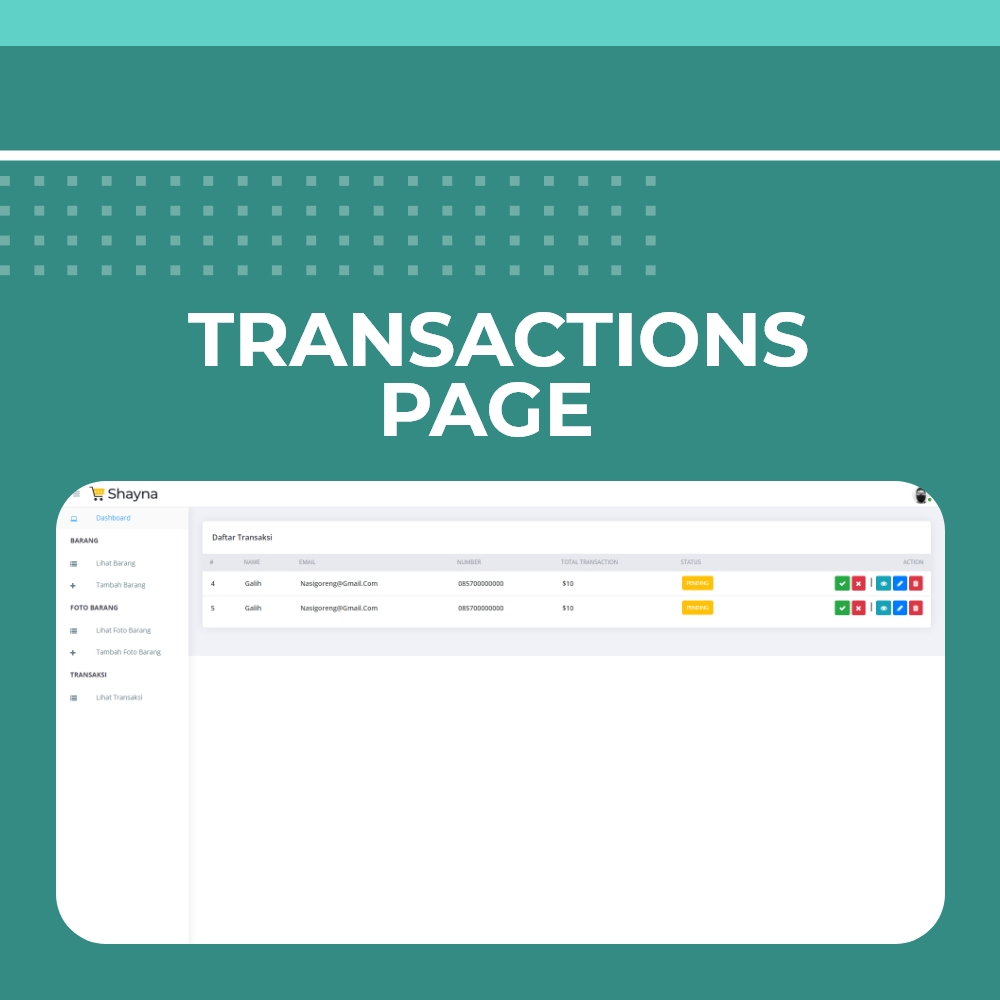 TRANSACTIONS
PAGE
Shayna
Dashboard
BARANG
Lihat Barang
Tambah Barang
FOTO BARANG
Lihat Foto Barang
Tambah Foto Barang
TRANSAKSI
Lihat Transaksi
Daftar Transaksi
# NAME EMAIL NUMBER TOTAL TRANSACTION STATUS ACTION
4 Galih Nasigoreng@Gmail.Com 085700000000 $10 PENDING
5 Galih Nasigoreng@Gmail.Com 085700000000 $10 PENDING